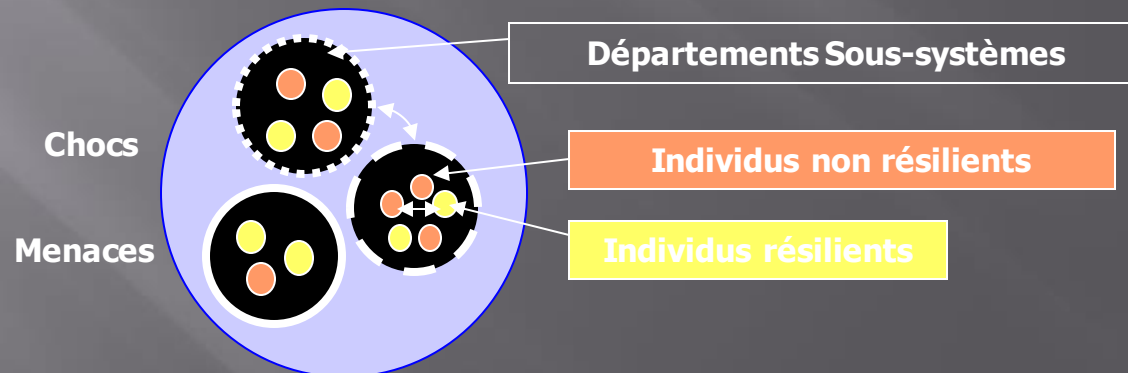 Départements Sous-systèmes
Chocs
Individus non résilients
Menaces
Individus résilients